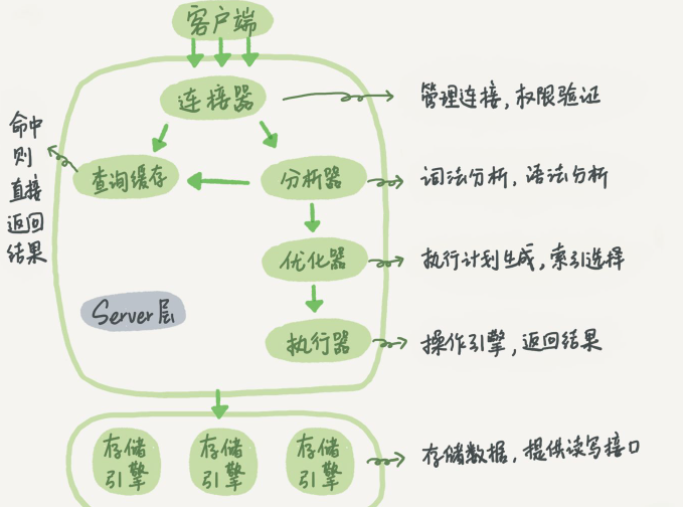 客户端
连接器
管理连接，权限验证
命中
则
直接
返回
结果
查询缓存
分析器
词法分析，语法分析
优化器
执行计划生成，索引选择
Server层
执行器
操作引擎，返回结果
存储
引擎
存储
引擎
存储
引擎
存储数据，提供读写接口